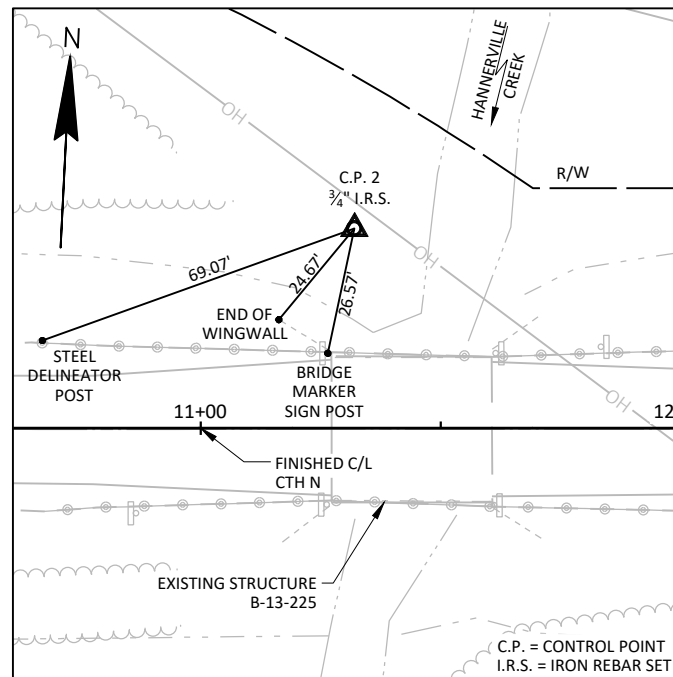 N
HANNERVILLE
CREEK
OH
R/W
C.P. 2
¾" I.R.S.
69.07'
24.67'
26.57'
OH
END OF
WINGWALL
STEEL
DELINEATOR
POST
BRIDGE
MARKER
SIGN POST
OH
11+00
12
FINISHED C/L
CTH N
EXISTING STRUCTURE
B-13-225
C.P. = CONTROL POINT
I.R.S. = IRON REBAR SET